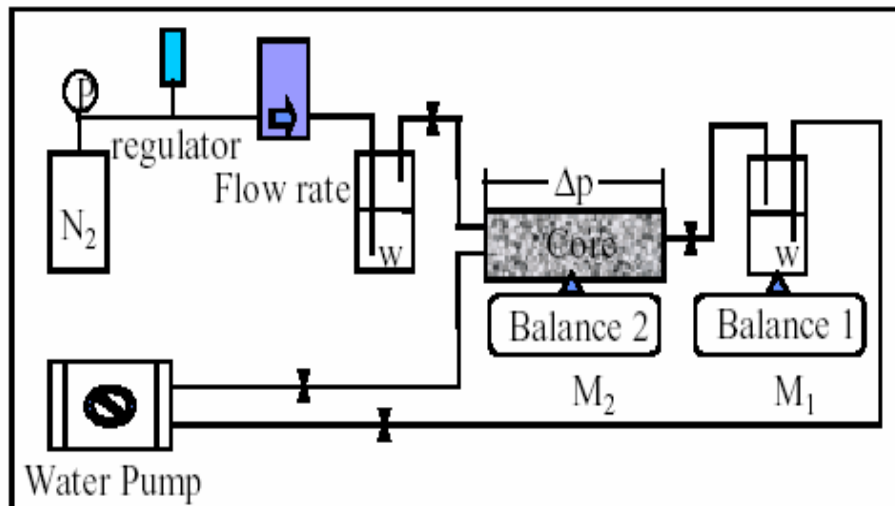 P
regulator
Flow rate
N₂
w
Δp
Core
w
Balance 2
Balance 1
M₂
M₁
Water Pump